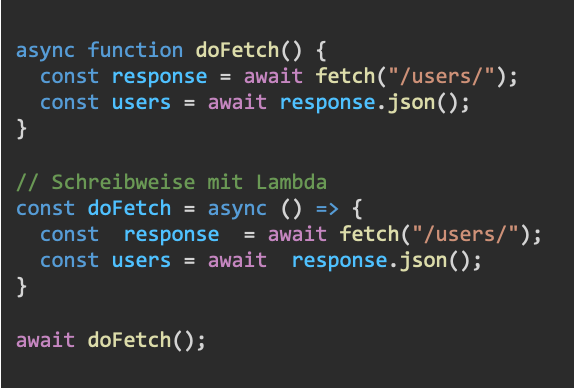 async function doFetch() {
  const response = await fetch("/users/");
  const users = await response.json();
}
// Schreibweise mit Lambda
const doFetch = async () => {
  const  response  = await fetch("/users/");
  const users = await  response.json();
}
await doFetch();